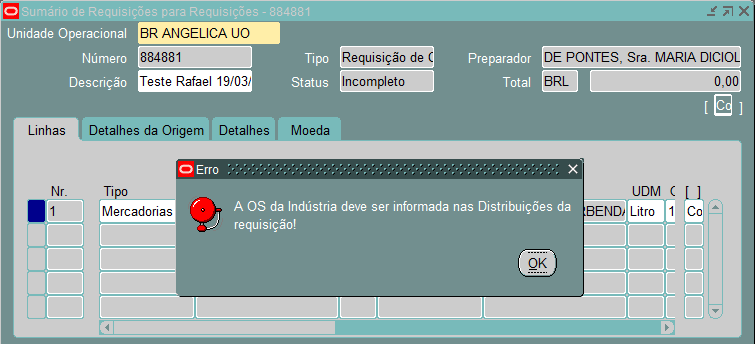 Sumário de Requisições para Requisições - 884881
Unidade Operacional BR ANGELICA UO
Número 884881 Tipo Requisição de C Preparador DE PONTES, Sra. MARIA DICIOL
Descrição Teste Rafael 19/03/ Status Incompleto Total BRL 0,00
[ Co ]
Linhas Detalhes da Origem Detalhes Moeda
Erro
Nr. Tipo UDM [ ]
A OS da Indústria deve ser informada nas Distribuições da
requisição!
1 Mercadorias RBENDA Litro 1 Co
OK